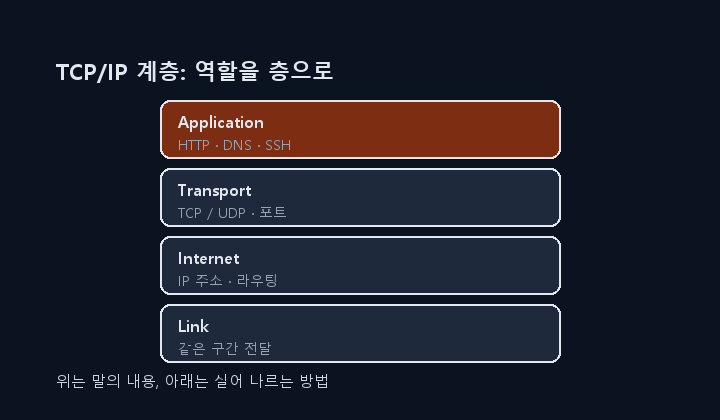 TCP/IP 계층: 역할을 층으로
Application
HTTP · DNS · SSH
Transport
TCP / UDP · 포트
Internet
IP 주소 · 라우팅
Link
같은 구간 전달
위는 말의 내용, 아래는 실어 나르는 방법